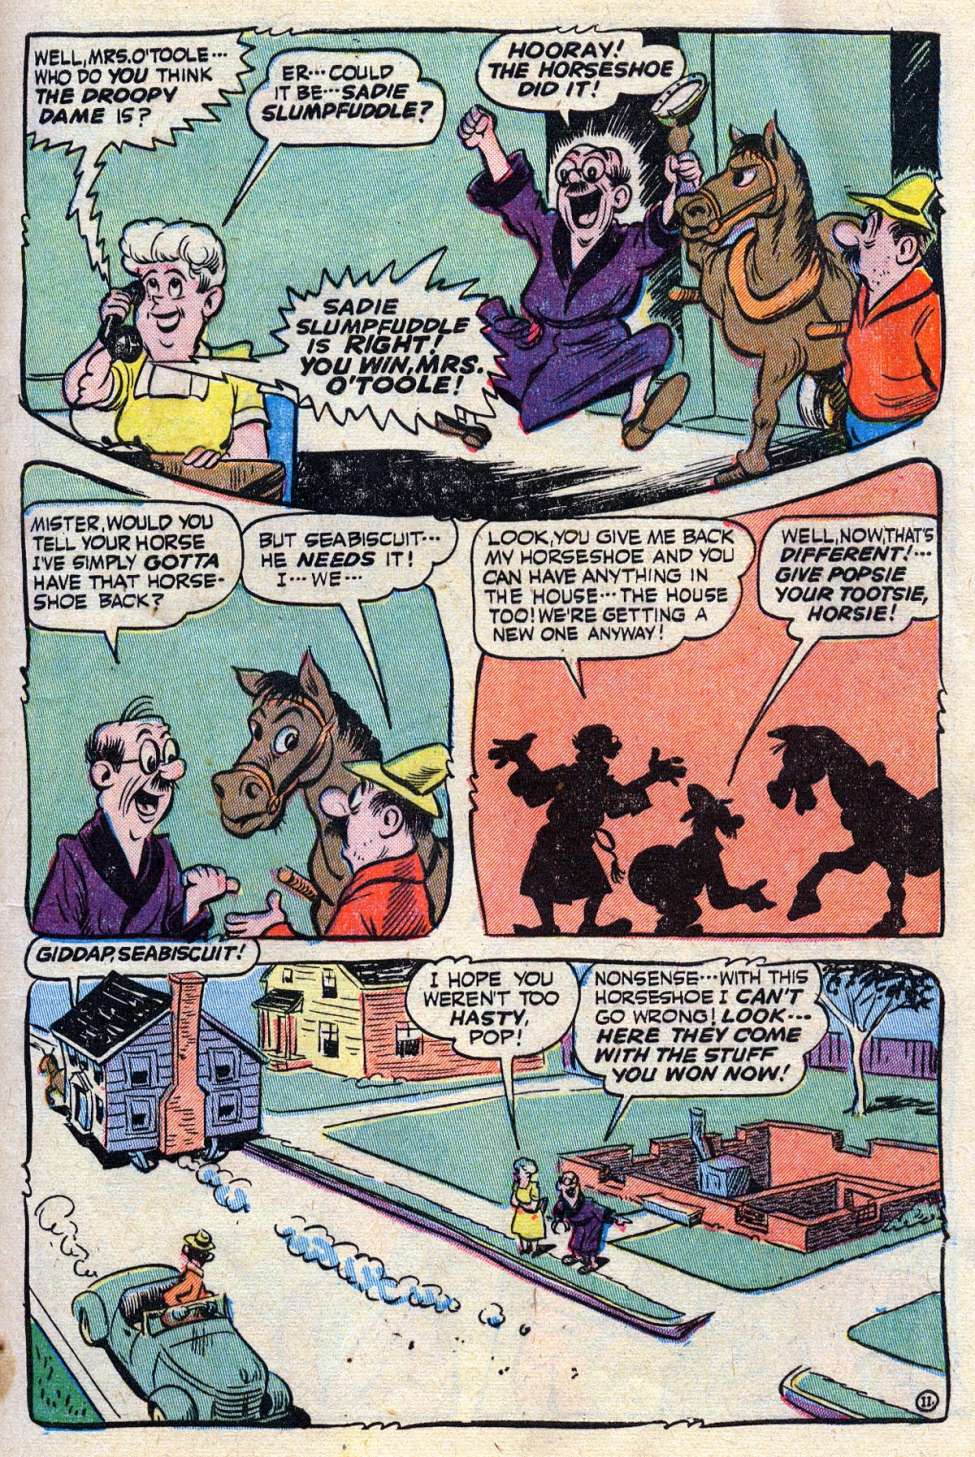 WELL, MRS. O'TOOLE...
WHO DO YOU THINK
THE DROOPY
DAME IS?
ER... COULD
IT BE... SADIE
SLUMPFUDDLE?
SADIE
SLUMPFUDDLE
IS RIGHT!
YOU WIN, MRS.
O'TOOLE!
HOORAY!
THE HORSESHOE
DID IT!
MISTER, WOULD YOU
TELL YOUR HORSE
I'VE SIMPLY GOTTA
HAVE THAT HORSE-
SHOE BACK?
BUT SEABISCUIT...
HE NEEDS IT!
I... WE...
LOOK, YOU GIVE ME BACK
MY HORSESHOE AND YOU
CAN HAVE ANYTHING IN
THE HOUSE... THE HOUSE
TOO! WE'RE GETTING A
NEW ONE ANYWAY!
WELL, NOW, THAT'S
DIFFERENT!...
GIVE POPSIE
YOUR TOOTSIE,
HORSIE!
GIDDAP, SEABISCUIT!
I HOPE YOU
WEREN'T TOO
HASTY,
POP!
NONSENSE... WITH THIS
HORSESHOE I CAN'T
GO WRONG! LOOK...
HERE THEY COME
WITH THE STUFF
YOU WON NOW!
11